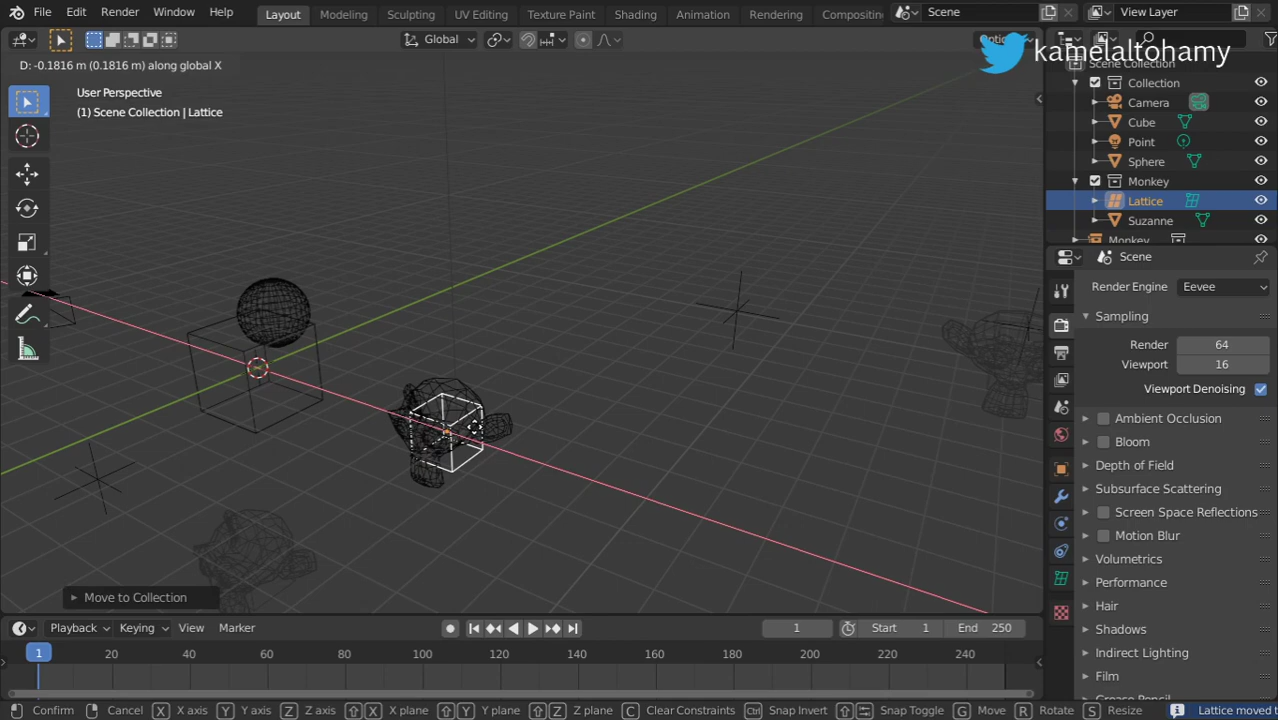 File Edit Render Window Help Layout Modeling Sculpting UV Editing Texture Paint Shading Animation Rendering Compositing Scene View Layer
Global
kamelaltohamy
D: -0.1816 m (0.1816 m) along global X
User Perspective
(1) Scene Collection | Lattice
Scene Collection
Collection
Camera
Cube
Point
Sphere
Monkey
Lattice
Suzanne
Monkey
Scene
Render Engine Eevee
Sampling
Render 64
Viewport 16
Viewport Denoising
Ambient Occlusion
Bloom
Depth of Field
Subsurface Scattering
Screen Space Reflections
Motion Blur
Volumetrics
Performance
Hair
Shadows
Indirect Lighting
Film
Move to Collection
Playback Keying View Marker 1 Start 1 End 250
1 20 40 60 80 100 120 140 160 180 200 220 240
Confirm Cancel X X axis Y Y axis Z Z axis X X plane Y Y plane Z Z plane C Clear Constraints Snap Invert Snap Toggle G Move R Rotate S Resize Lattice moved t